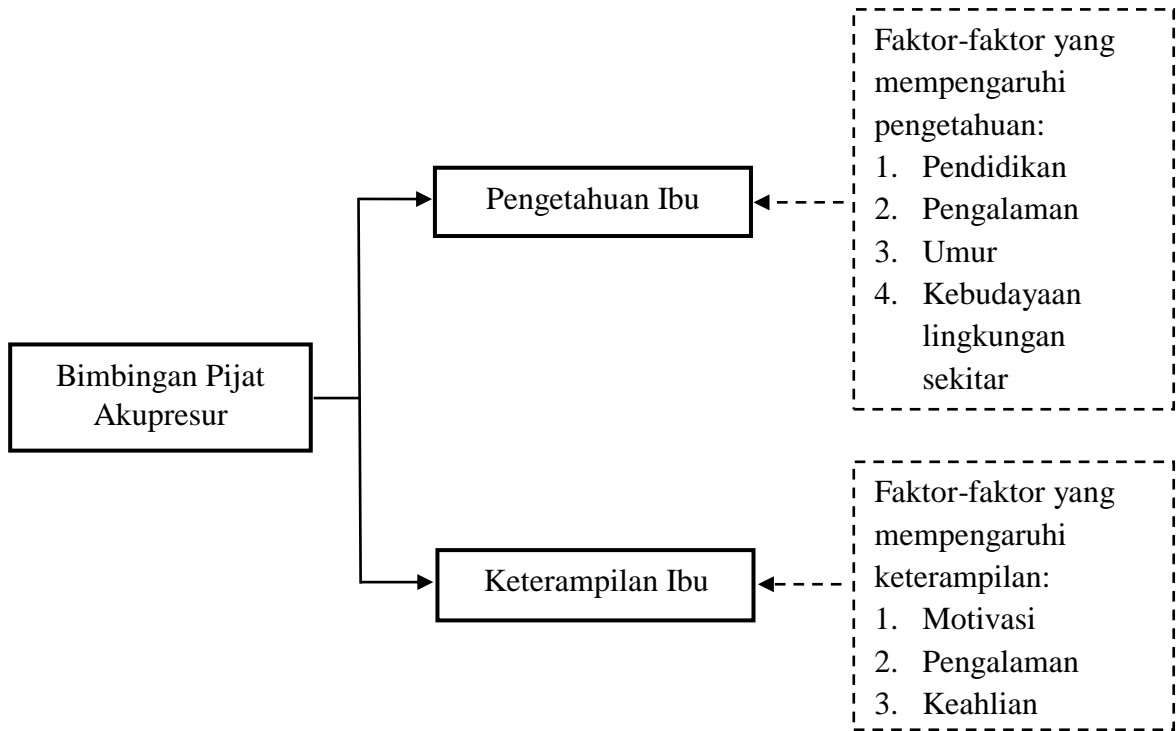 Bimbingan Pijat
Akupresur
Pengetahuan Ibu
Keterampilan Ibu
Faktor-faktor yang
mempengaruhi
pengetahuan:
1. Pendidikan
2. Pengalaman
3. Umur
4. Kebudayaan
lingkungan
sekitar
Faktor-faktor yang
mempengaruhi
keterampilan:
1. Motivasi
2. Pengalaman
3. Keahlian